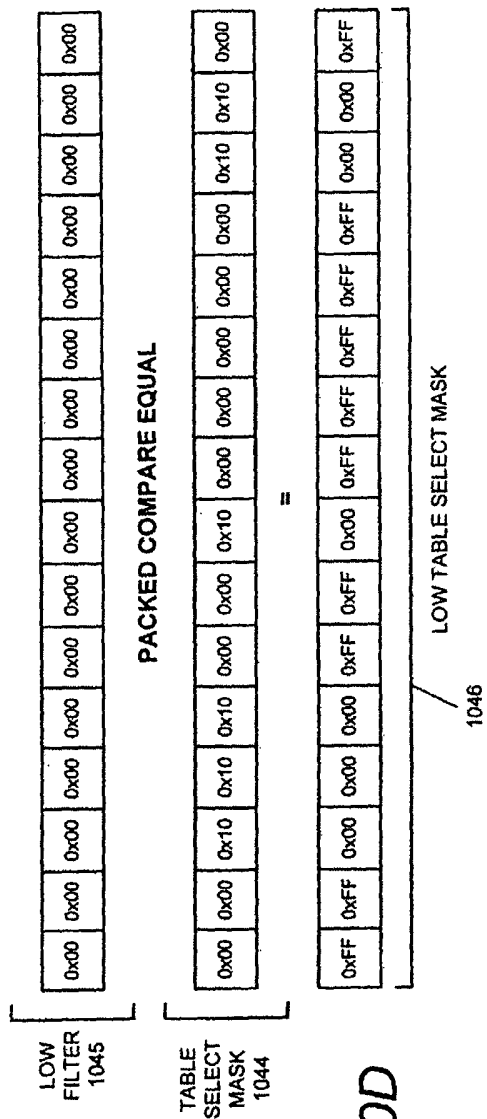 LOW
FILTER
1045
0x00 0x00 0x00 0x00 0x00 0x00 0x00 0x00 0x00 0x00 0x00 0x00 0x00 0x00 0x00 0x00
PACKED COMPARE EQUAL
TABLE
SELECT
MASK
1044
0x00 0x00 0x10 0x10 0x10 0x00 0x00 0x10 0x00 0x00 0x00 0x00 0x00 0x10 0x10 0x00
=
0xFF 0xFF 0x00 0x00 0x00 0xFF 0xFF 0x00 0xFF 0xFF 0xFF 0xFF 0xFF 0x00 0x00 0xFF
LOW TABLE SELECT MASK
1046
0D